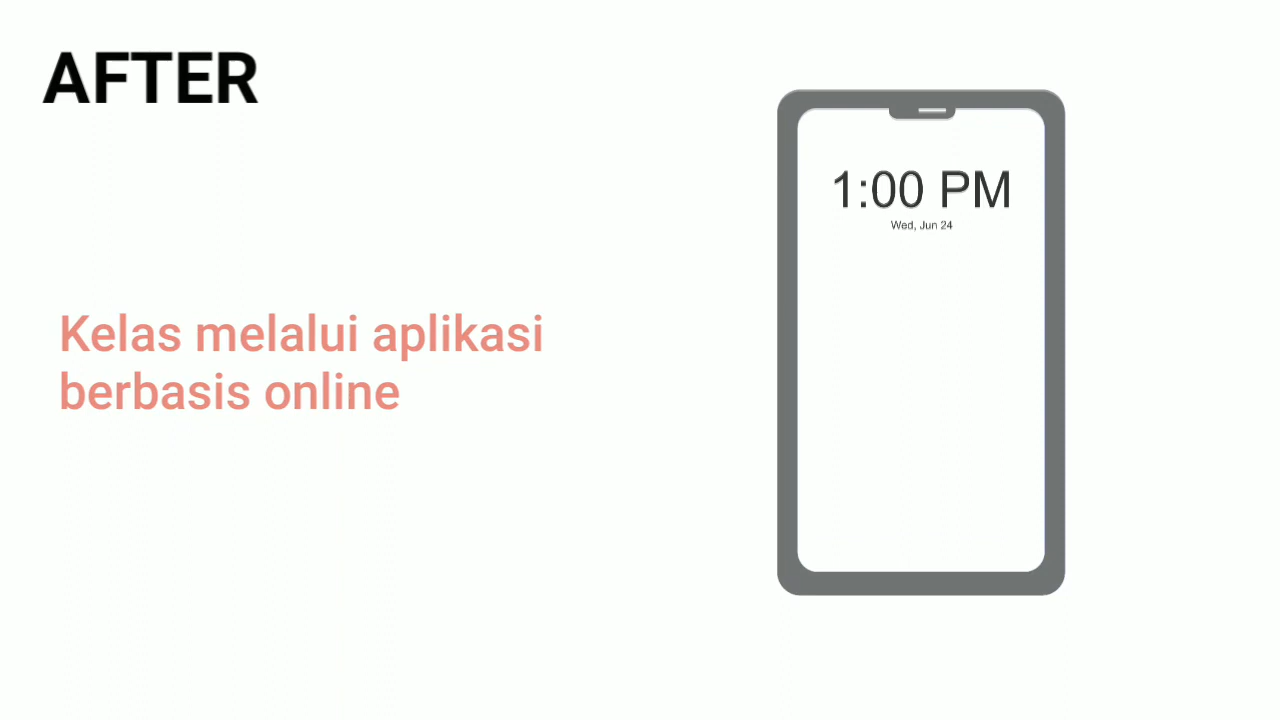 AFTER
1:00 PM
Wed, Jun 24
Kelas melalui aplikasi
berbasis online